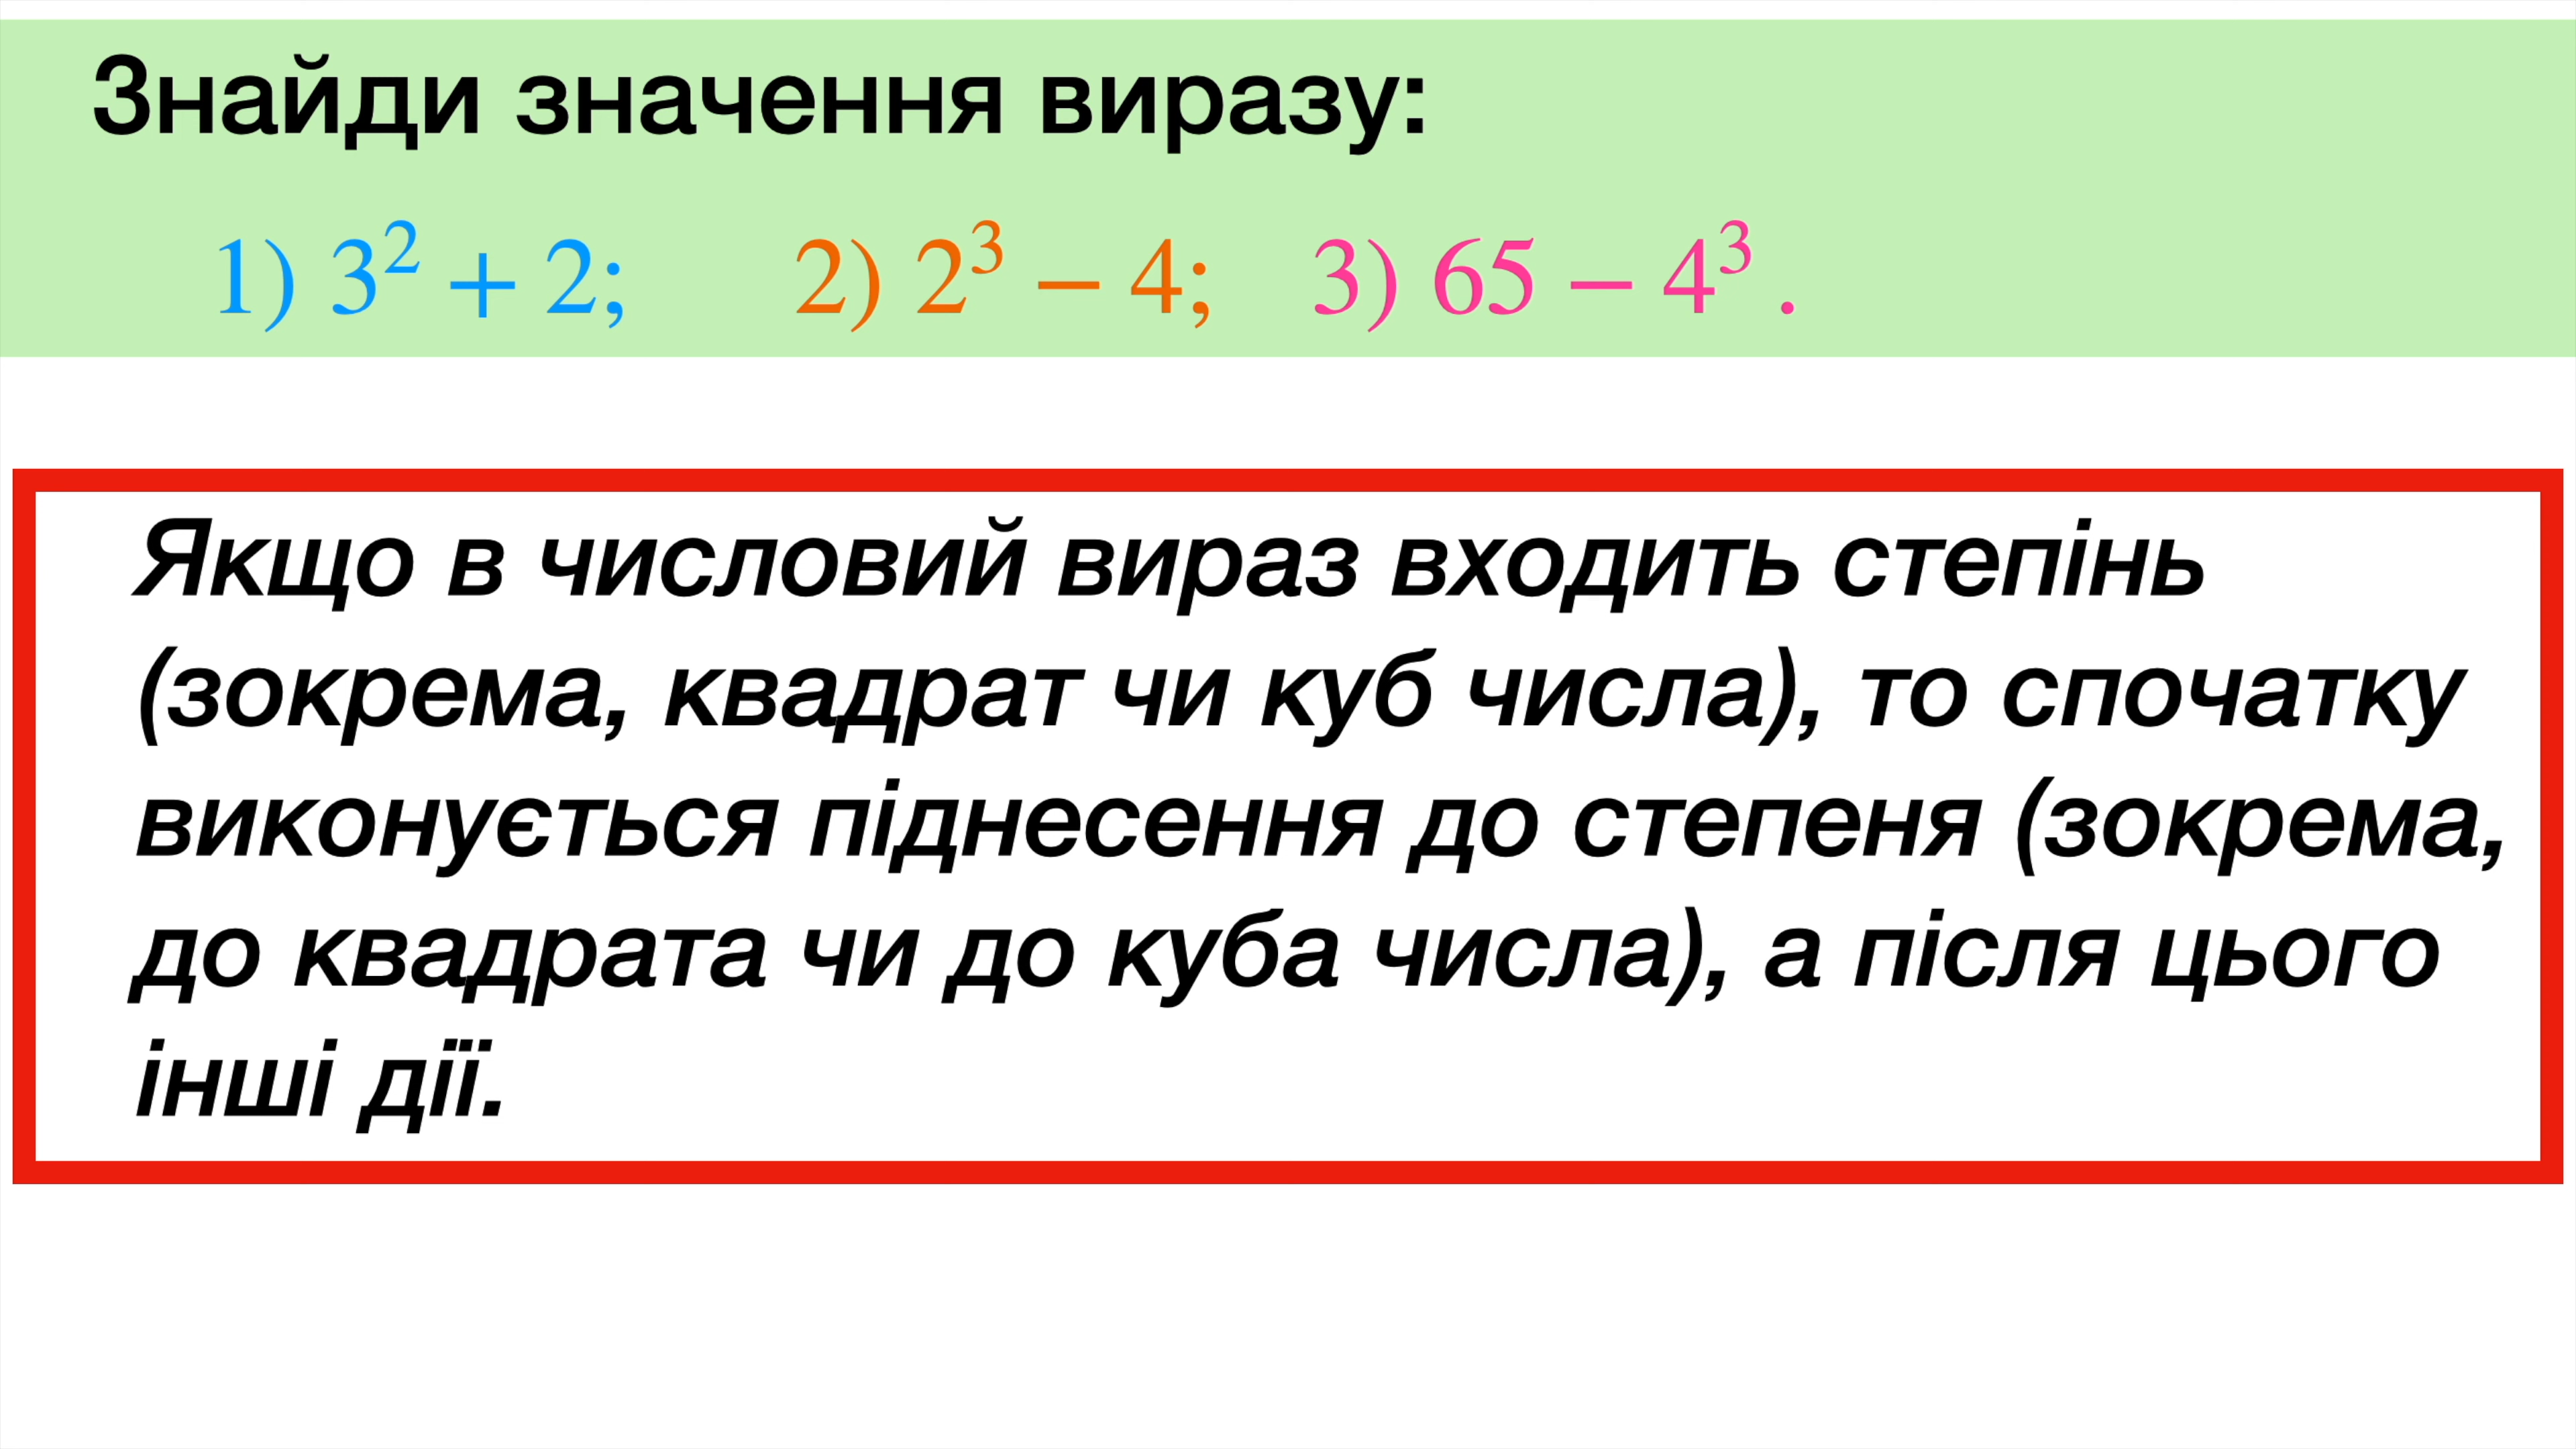 Знайди значення виразу:
1) 3² + 2; 2) 2³ − 4; 3) 65 − 4³ .
Якщо в числовий вираз входить степінь
(зокрема, квадрат чи куб числа), то спочатку
виконується піднесення до степеня (зокрема,
до квадрата чи до куба числа), а після цього
інші дії.